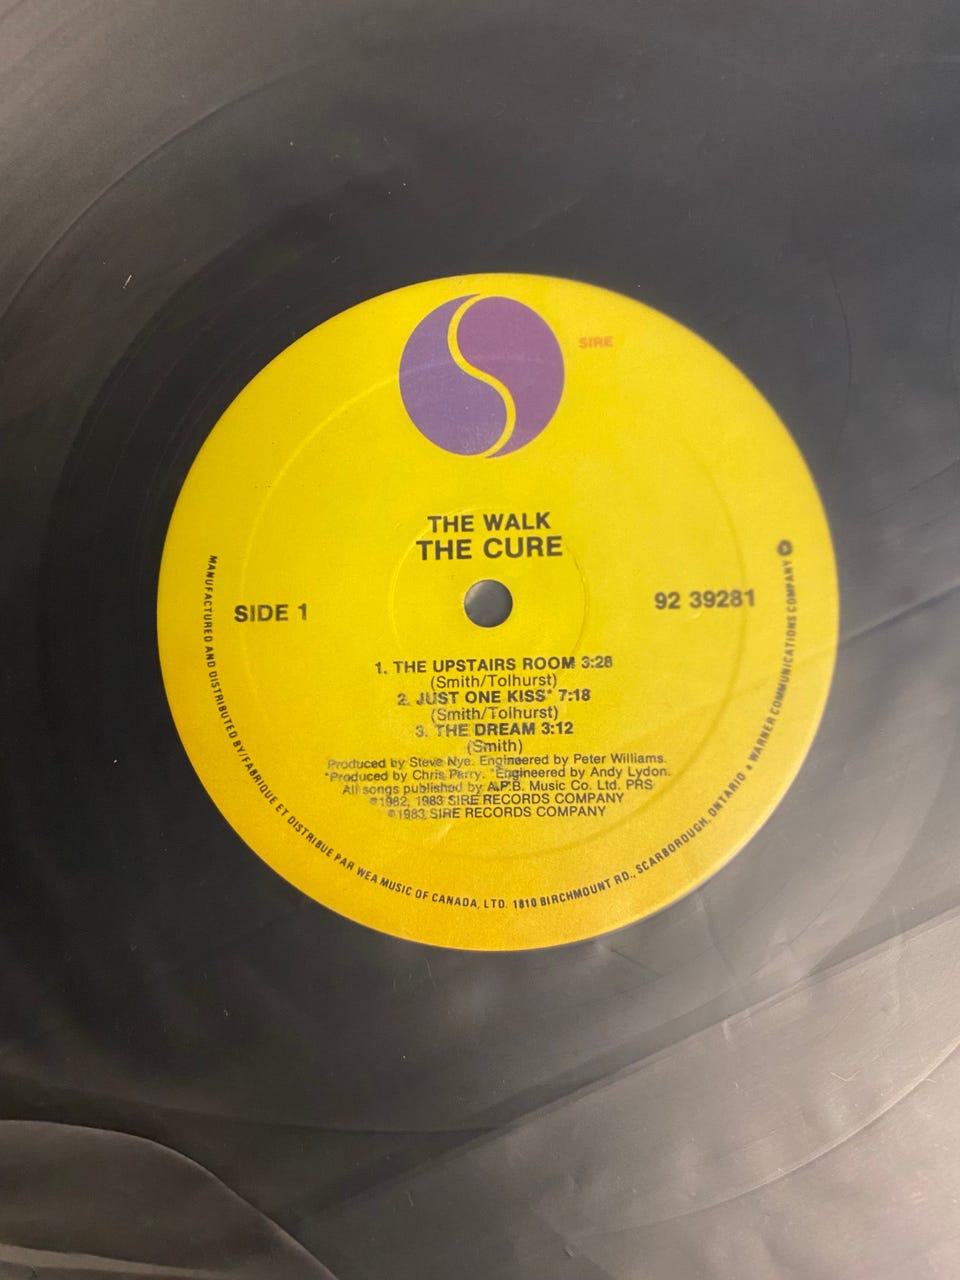 SIRE
THE WALK
THE CURE
SIDE 1
92 39281
1. THE UPSTAIRS ROOM 3:28
(Smith/Tolhurst)
2. JUST ONE KISS* 7:18
(Smith/Tolhurst)
3. THE DREAM 3:12
(Smith)
Produced by Steve Nye. Engineered by Peter Williams.
*Produced by Chris Parry. *Engineered by Andy Lydon.
All songs published by A.P.B. Music Co. Ltd. PRS
℗1982, 1983 SIRE RECORDS COMPANY
©1983 SIRE RECORDS COMPANY
MANUFACTURED AND DISTRIBUTED BY/FABRIQUÉ ET DISTRIBUÉ PAR WEA MUSIC OF CANADA, LTD. 1810 BIRCHMOUNT RD., SCARBOROUGH, ONTARIO • WARNER COMMUNICATIONS COMPANY